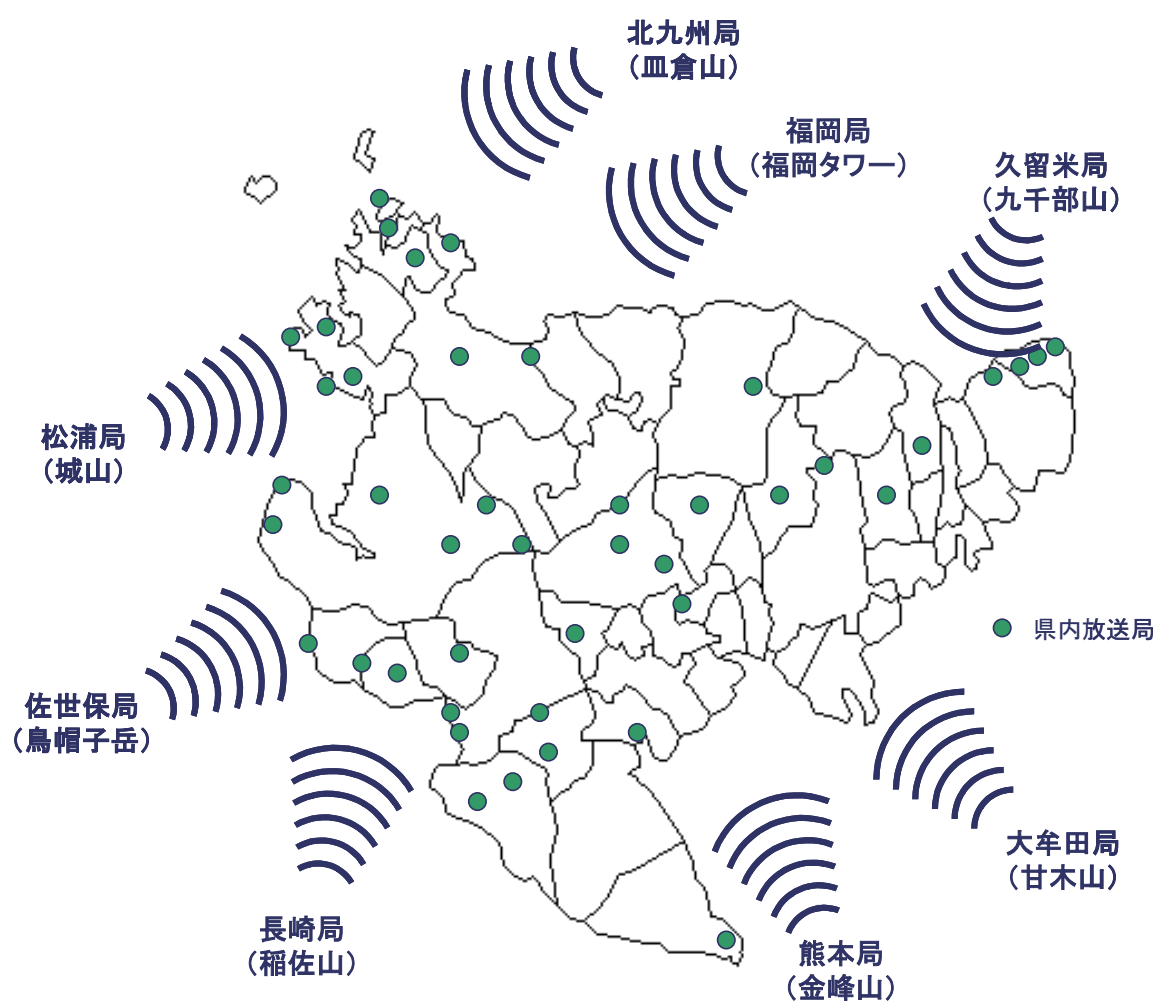 北九州局
（皿倉山）
福岡局
（福岡タワー）
久留米局
（九千部山）
松浦局
（城山）
県内放送局
佐世保局
（烏帽子岳）
大牟田局
（甘木山）
長崎局
（稲佐山）
熊本局
（金峰山）